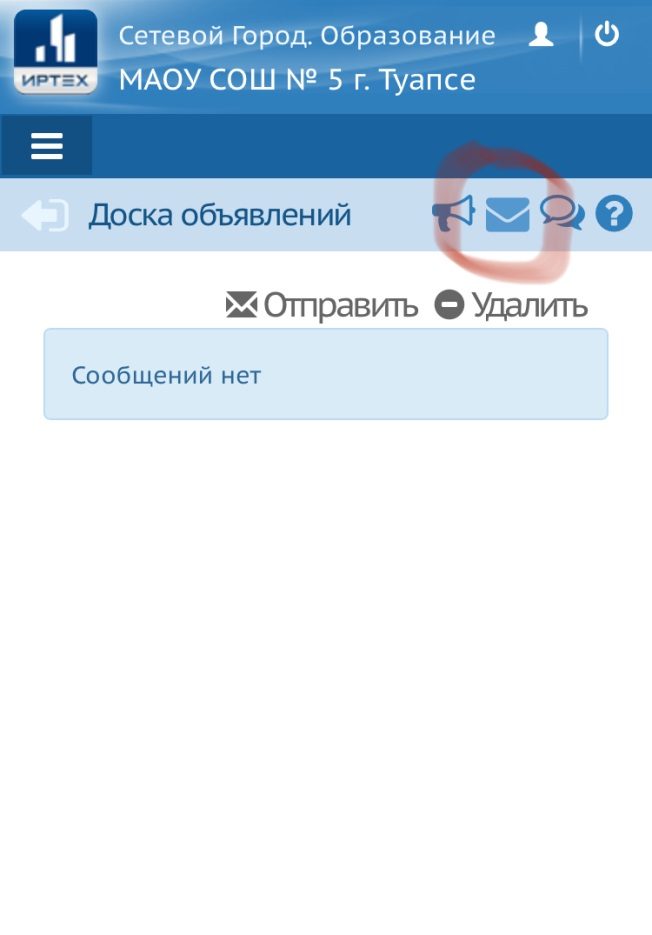 Сетевой Город. Образование
ИРТЕХ
МАОУ СОШ № 5 г. Туапсе
Доска объявлений
Отправить Удалить
Сообщений нет